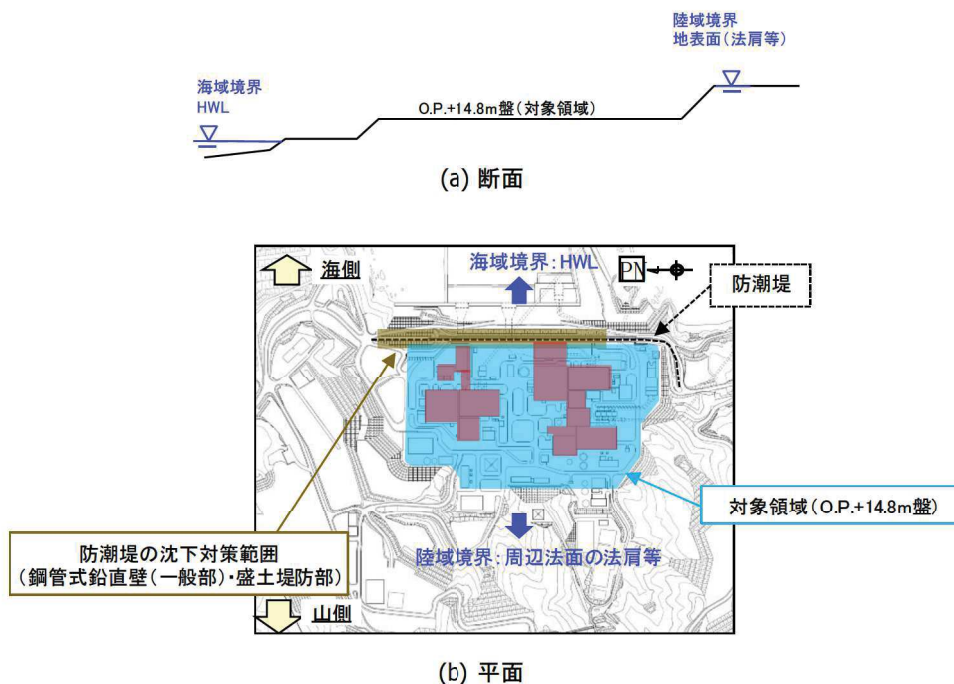 陸域境界
地表面(法肩等)
海域境界
HWL
O.P.+14.8m盤(対象領域)
(a) 断面
海側
海域境界:HWL
PN
防潮堤
対象領域(O.P.+14.8m盤)
防潮堤の沈下対策範囲
(鋼管式鉛直壁(一般部)・盛土堤防部)
陸域境界:周辺法面の法肩等
山側
(b) 平面